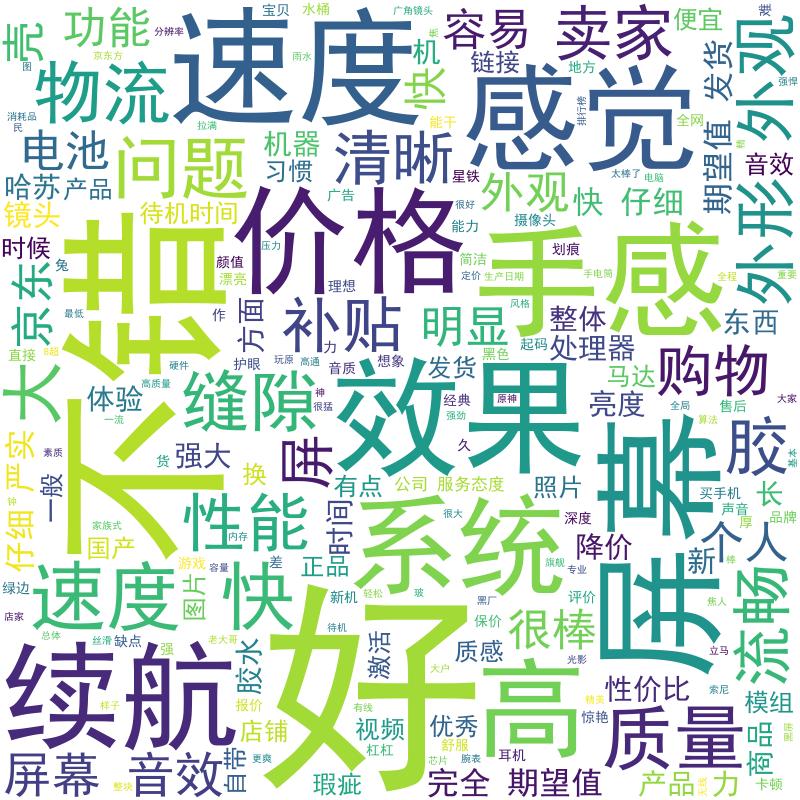 宝贝
水桶
广角镜头
难
壳
功能
分辨率
速度
容易
卖家
便宜
外观
京东方
雨水
机
链接
发货
图
物流
快
感觉
地方
强悍
消耗品
民
拉满
能干
排行榜
全网
电池
问题
机器
清晰
期望值
精
音效
哈苏
产品
习惯
星铁
外观
快
仔细
太棒了
电脑
外形
镜头
待机时间
广告
很好
能力
摄像头
时候
不错
颜值
压力
价格
简洁
划痕
手感
兔
漂亮
理想
定价
生产日期
手电筒
全程
重要
京东
最低
作
方面
补贴
风格
明显
整体
东西
直接
B超
硬件
护眼
玩原
高通
力
音质
想象
发货
黑色
起码
处理器
购物
大
体验
高质量
缝隙
神
很猛
效果
经典
强劲
原神
马达
亮度
全局
售后
大家
一流
算法
严实
素质
货
强大
换
屏
久
屏幕
胶
基本
一般
钟
有点
公司
服务态度
照片
买手机
长
仔细
家族式
性能
内存
时间
很大
系统
深度
声音
厚
品牌
国产
游戏
差
正品
旗舰
降价
新
个人
绿边
速度
图片
容量
快
新机
轻松
玻
黑厂
专业
评价
棒
流畅
店家
待机
保价
很棒
焦人
总体
丝滑
缺点
强
老大哥
好
激活
质感
光影
立马
续航
胶水
大户
高
精美
性价比
索尼
模组
样子
报价
店铺
有线
视频
优秀
惊艳
质量
商品
杠杠
舒服
屏幕
音效
更爽
自带
芯片
腕表
耳机
卡顿
整块
瑕疵
完全
期望值
产品
无线
力